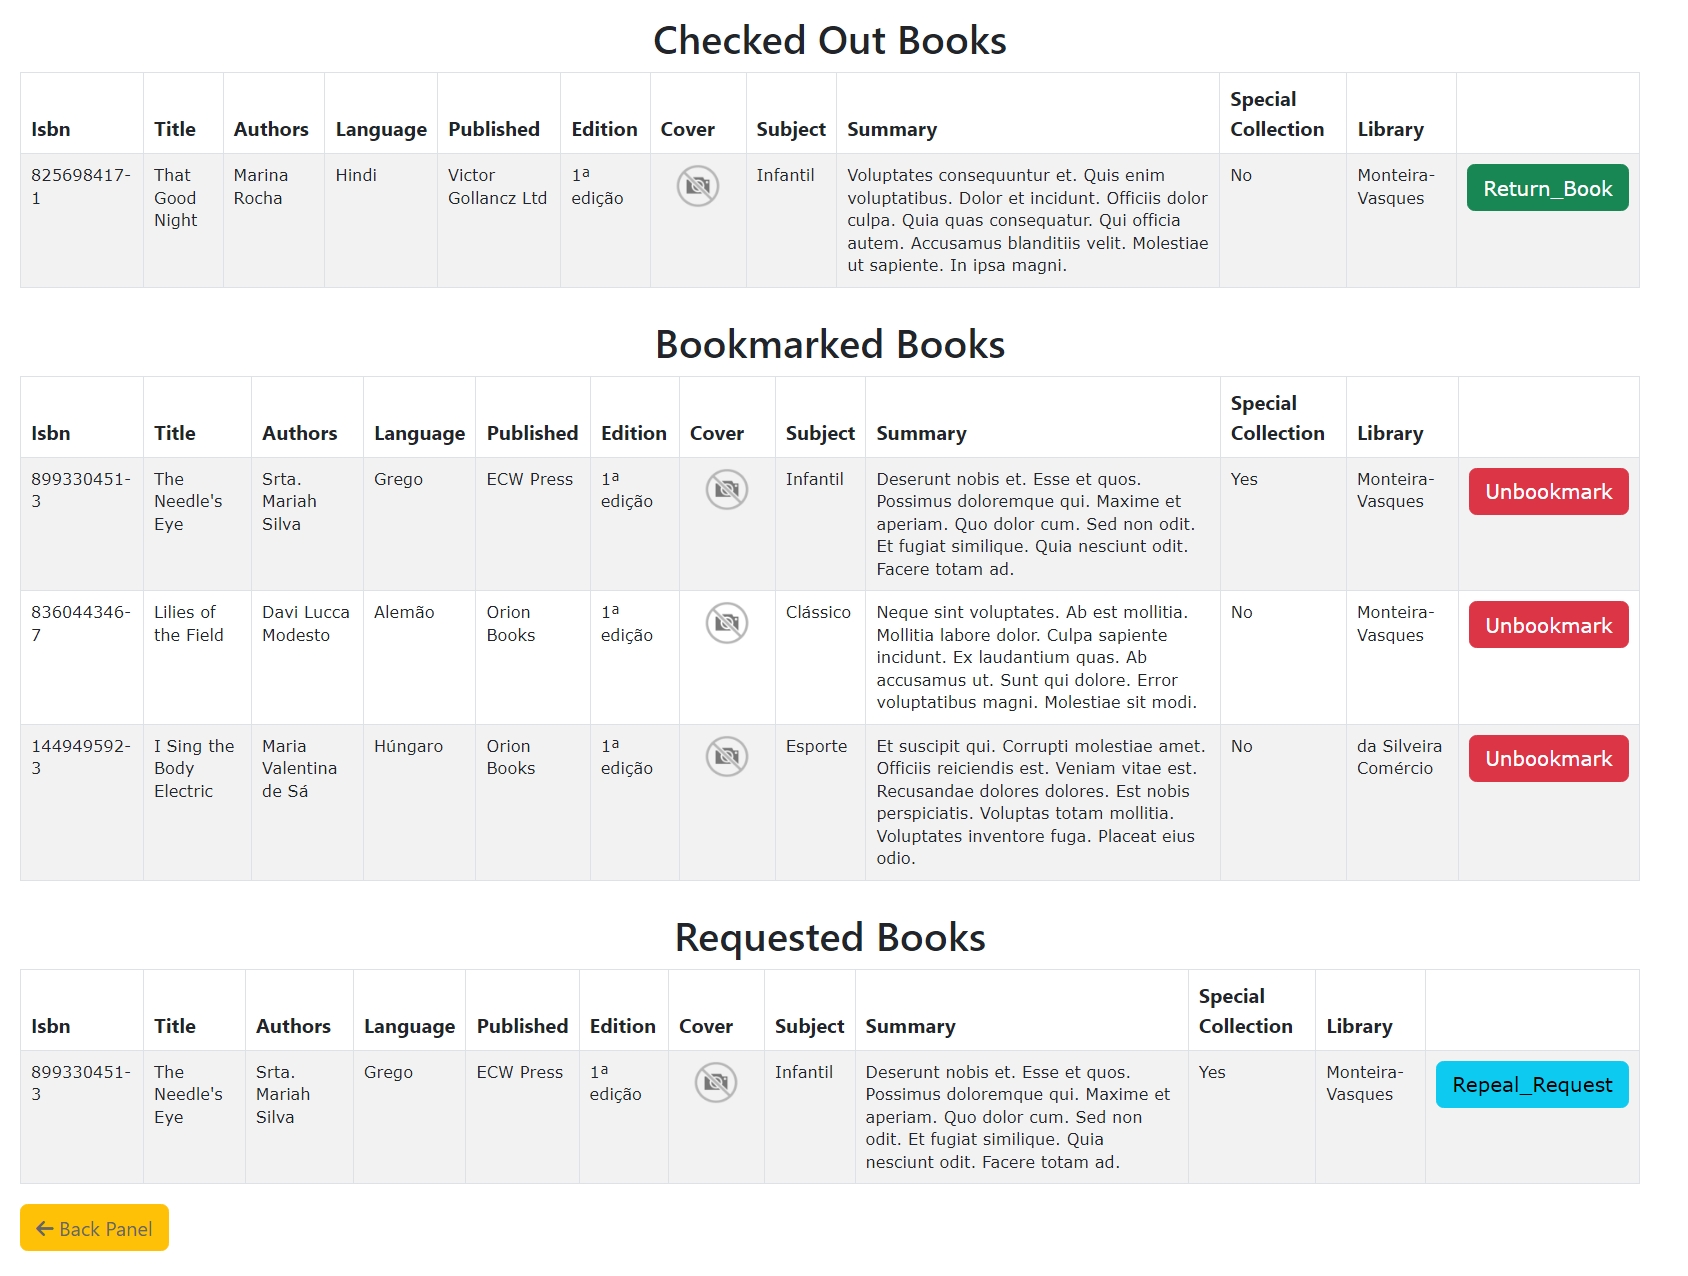 Checked Out Books
Isbn Title Authors Language Published Edition Cover Subject Summary Special Collection Library
825698417-1 That Good Night Marina Rocha Hindi Victor Gollancz Ltd 1ª edição Infantil Voluptates consequuntur et. Quis enim voluptatibus. Dolor et incidunt. Officiis dolor culpa. Quia quas consequatur. Qui officia autem. Accusamus blanditiis velit. Molestiae ut sapiente. In ipsa magni. No Monteira-Vasques Return_Book
Bookmarked Books
Isbn Title Authors Language Published Edition Cover Subject Summary Special Collection Library
899330451-3 The Needle's Eye Srta. Mariah Silva Grego ECW Press 1ª edição Infantil Deserunt nobis et. Esse et quos. Possimus doloremque qui. Maxime et aperiam. Quo dolor cum. Sed non odit. Et fugiat similique. Quia nesciunt odit. Facere totam ad. Yes Monteira-Vasques Unbookmark
836044346-7 Lilies of the Field Davi Lucca Modesto Alemão Orion Books 1ª edição Clássico Neque sint voluptates. Ab est mollitia. Mollitia labore dolor. Culpa sapiente incidunt. Ex laudantium quas. Ab accusamus ut. Sunt qui dolore. Error voluptatibus magni. Molestiae sit modi. No Monteira-Vasques Unbookmark
144949592-3 I Sing the Body Electric Maria Valentina de Sá Húngaro Orion Books 1ª edição Esporte Et suscipit qui. Corrupti molestiae amet. Officiis reiciendis est. Veniam vitae est. Recusandae dolores dolores. Est nobis perspiciatis. Voluptas totam mollitia. Voluptates inventore fuga. Placeat eius odio. No da Silveira Comércio Unbookmark
Requested Books
Isbn Title Authors Language Published Edition Cover Subject Summary Special Collection Library
899330451-3 The Needle's Eye Srta. Mariah Silva Grego ECW Press 1ª edição Infantil Deserunt nobis et. Esse et quos. Possimus doloremque qui. Maxime et aperiam. Quo dolor cum. Sed non odit. Et fugiat similique. Quia nesciunt odit. Facere totam ad. Yes Monteira-Vasques Repeal_Request
Back Panel